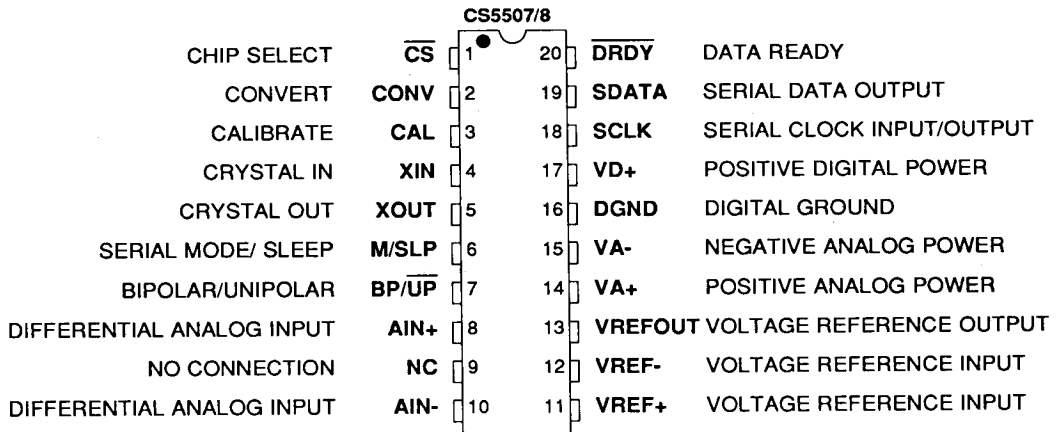 CS5507/8
CHIP SELECT CS 1 20 DRDY DATA READY
CONVERT CONV 2 19 SDATA SERIAL DATA OUTPUT
CALIBRATE CAL 3 18 SCLK SERIAL CLOCK INPUT/OUTPUT
CRYSTAL IN XIN 4 17 VD+ POSITIVE DIGITAL POWER
CRYSTAL OUT XOUT 5 16 DGND DIGITAL GROUND
SERIAL MODE/ SLEEP M/SLP 6 15 VA- NEGATIVE ANALOG POWER
BIPOLAR/UNIPOLAR BP/UP 7 14 VA+ POSITIVE ANALOG POWER
DIFFERENTIAL ANALOG INPUT AIN+ 8 13 VREFOUT VOLTAGE REFERENCE OUTPUT
NO CONNECTION NC 9 12 VREF- VOLTAGE REFERENCE INPUT
DIFFERENTIAL ANALOG INPUT AIN- 10 11 VREF+ VOLTAGE REFERENCE INPUT